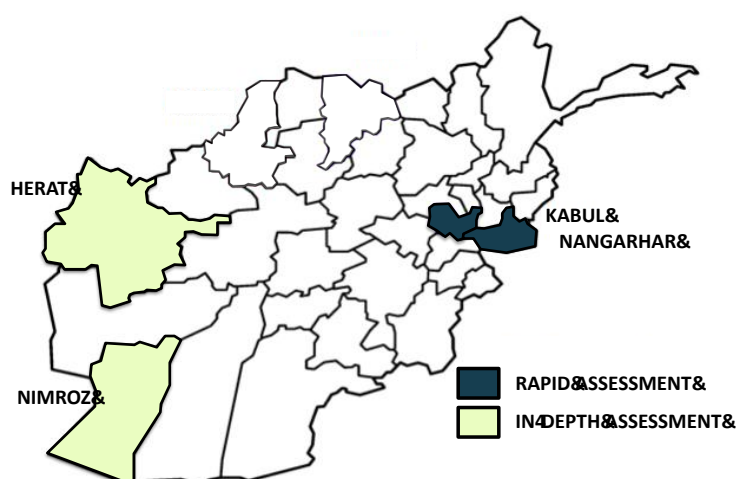 HERAT&
KABUL&
NANGARHAR&
NIMROZ&
RAPID&ASSESSMENT&
IN4DEPTH&ASSESSMENT&